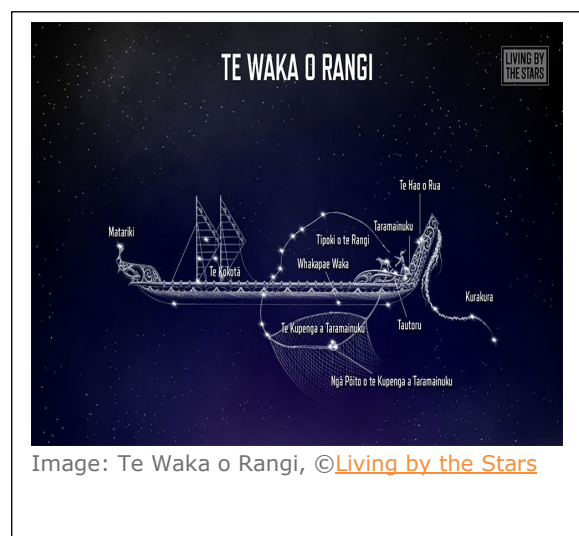 TE WAKA O RANGI
LIVING BY
THE STARS
Te Hao o Rua
Matariki
Taramainuku
Tipoki o te Rangi
Te Kokotā
Whakapae Waka
Kurakura
Te Kupenga a Taramainuku
Tautoru
Ngā Pōito o te Kupenga a Taramainuku
Image: Te Waka o Rangi, ©Living by the Stars